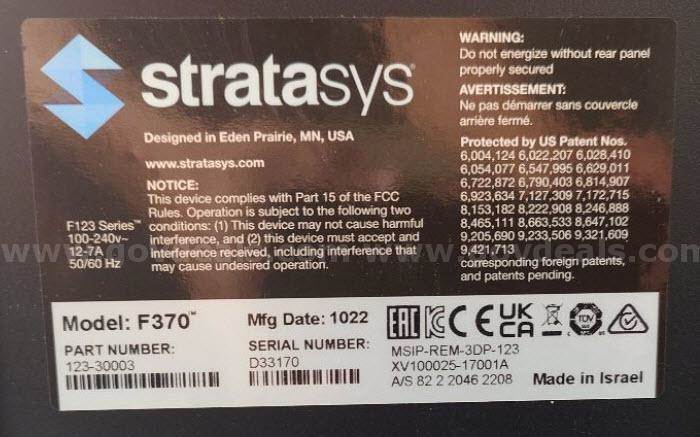 stratasys
Designed in Eden Prairie, MN, USA
www.stratasys.com
NOTICE:
This device complies with Part 15 of the FCC
Rules. Operation is subject to the following two
conditions: (1) This device may not cause harmful
interference, and (2) this device must accept and
interference received, including interference that
may cause undesired operation.
F123 Series™
100-240v~
12-7A
50/60 Hz
WARNING:
Do not energize without rear panel
properly secured
AVERTISSEMENT:
Ne pas démarrer sans couvercle
arrière fermé.
Protected by US Patent Nos.
6,004,124 6,022,207 6,028,410
6,054,077 6,547,995 6,629,011
6,722,872 6,790,403 6,814,907
6,923,634 7,127,309 7,172,715
8,153,182 8,222,908 8,246,888
8,465,111 8,663,533 8,647,102
9,205,690 9,233,506 9,321,609
9,421,713
corresponding foreign patents,
and patents pending.
Model: F370™
Mfg Date: 1022
PART NUMBER:
123-30003
SERIAL NUMBER:
D33170
EAC CE UK CA
TÜV
MSIP-REM-3DP-123
XV100025-17001A
A/S 82 2 2046 2208
Made in Israel